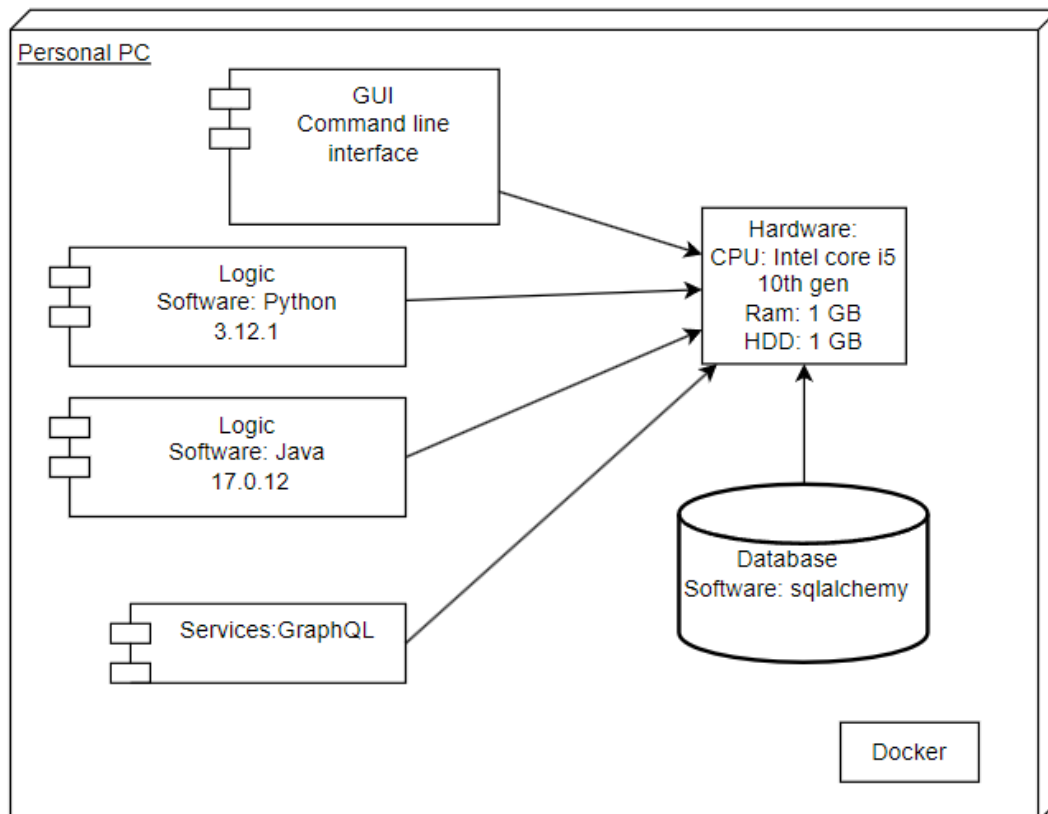 Personal PC
GUI
Command line
interface
Logic
Software: Python
3.12.1
Logic
Software: Java
17.0.12
Services:GraphQL
Hardware:
CPU: Intel core i5
10th gen
Ram: 1 GB
HDD: 1 GB
Database
Software: sqlalchemy
Docker